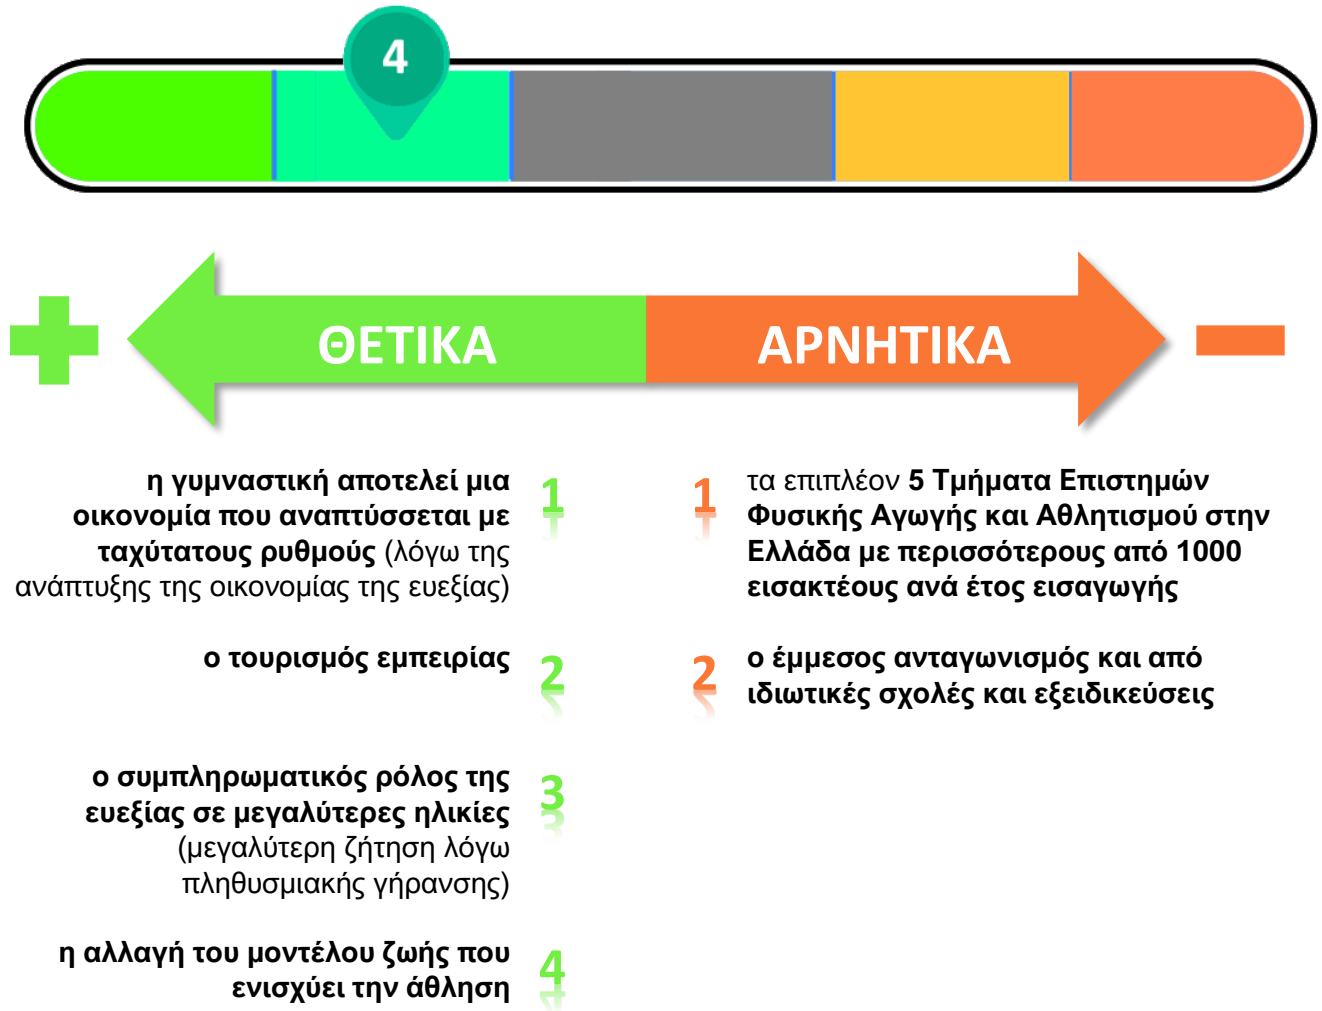 4
ΘΕΤΙΚΑ
ΑΡΝΗΤΙΚΑ
η γυμναστική αποτελεί μια
οικονομία που αναπτύσσεται με
ταχύτατους ρυθμούς (λόγω της
ανάπτυξης της οικονομίας της ευεξίας)
1
ο τουρισμός εμπειρίας
2
ο συμπληρωματικός ρόλος της
ευεξίας σε μεγαλύτερες ηλικίες
(μεγαλύτερη ζήτηση λόγω
πληθυσμιακής γήρανσης)
3
η αλλαγή του μοντέλου ζωής που
ενισχύει την άθληση
4
1
τα επιπλέον 5 Τμήματα Επιστημών
Φυσικής Αγωγής και Αθλητισμού στην
Ελλάδα με περισσότερους από 1000
εισακτέους ανά έτος εισαγωγής
2
ο έμμεσος ανταγωνισμός και από
ιδιωτικές σχολές και εξειδικεύσεις